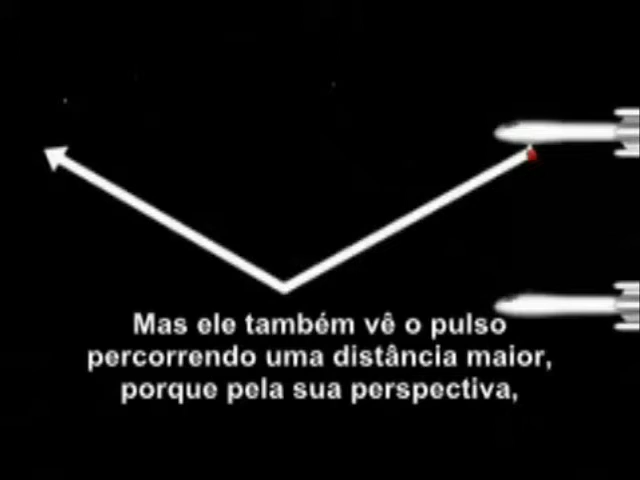 Mas ele também vê o pulso
percorrendo uma distância maior,
porque pela sua perspectiva,